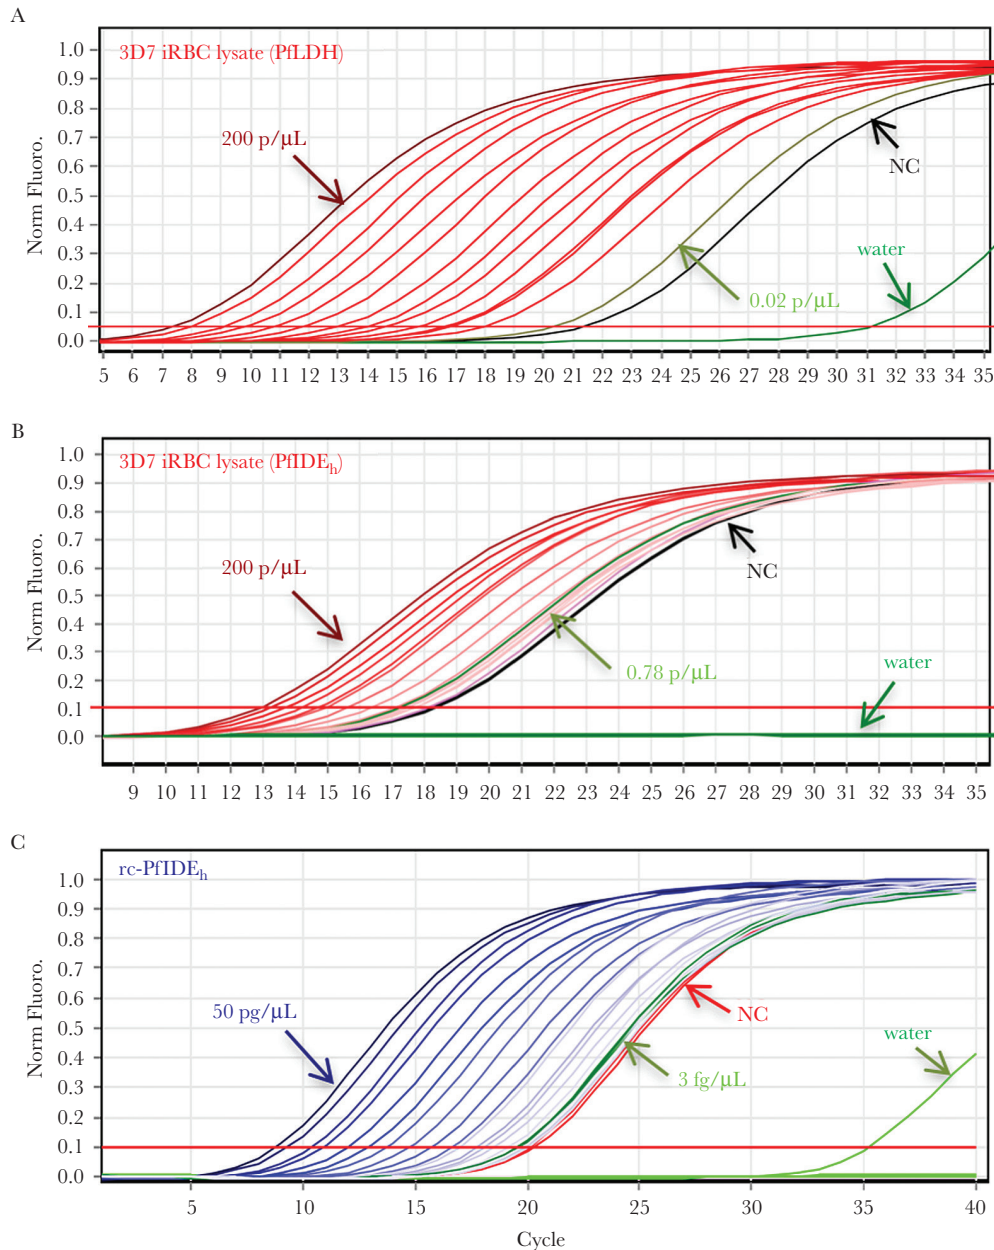 A
3D7 iRBC lysate (PfLDH)
200 p/µL
NC
water
0.02 p/µL
Norm Fluoro.
1.0
0.9
0.8
0.7
0.6
0.5
0.4
0.3
0.2
0.1
0.0
5 6 7 8 9 10 11 12 13 14 15 16 17 18 19 20 21 22 23 24 25 26 27 28 29 30 31 32 33 34 35
B
3D7 iRBC lysate (PfIDEh)
200 p/µL
NC
0.78 p/µL
water
Norm Fluoro.
1.0
0.9
0.8
0.7
0.6
0.5
0.4
0.3
0.2
0.1
0.0
9 10 11 12 13 14 15 16 17 18 19 20 21 22 23 24 25 26 27 28 29 30 31 32 33 34 35
C
rc-PfIDEh
50 pg/µL
NC
water
3 fg/µL
Norm Fluoro.
1.0
0.9
0.8
0.7
0.6
0.5
0.4
0.3
0.2
0.1
0.0
5 10 15 20 25 30 35 40
Cycle